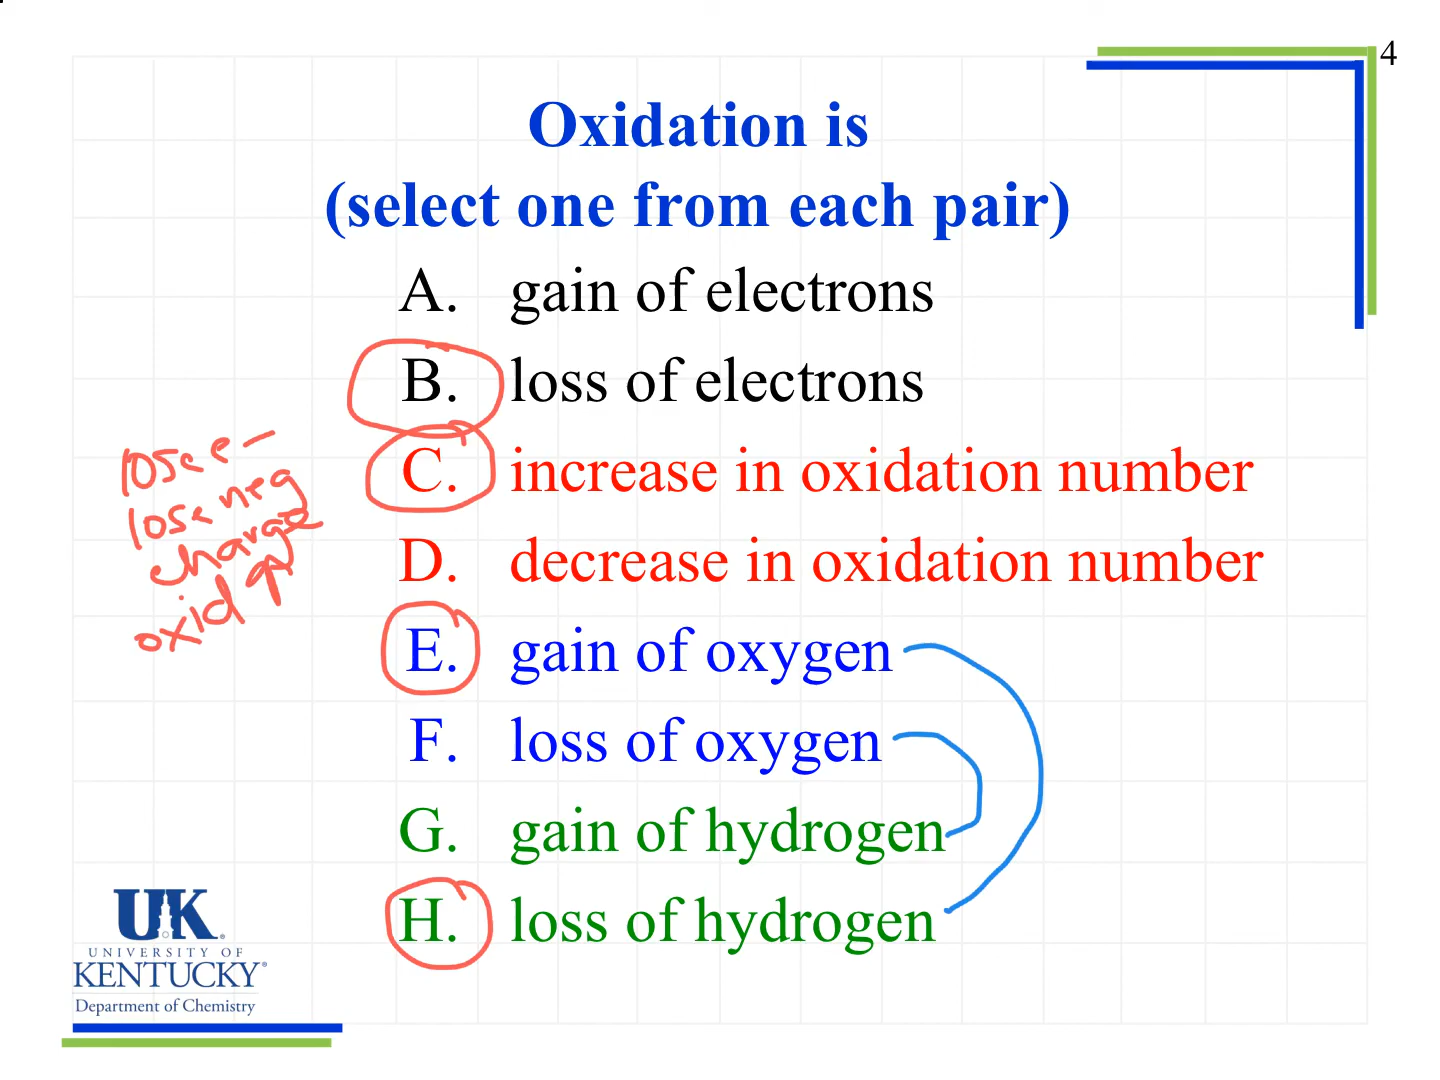 4
Oxidation is
(select one from each pair)
A. gain of electrons
B. loss of electrons
C. increase in oxidation number
D. decrease in oxidation number
E. gain of oxygen
F. loss of oxygen
G. gain of hydrogen
H. loss of hydrogen
lose e-
lose neg
charge
oxid ↑
UK
UNIVERSITY OF
KENTUCKY®
Department of Chemistry